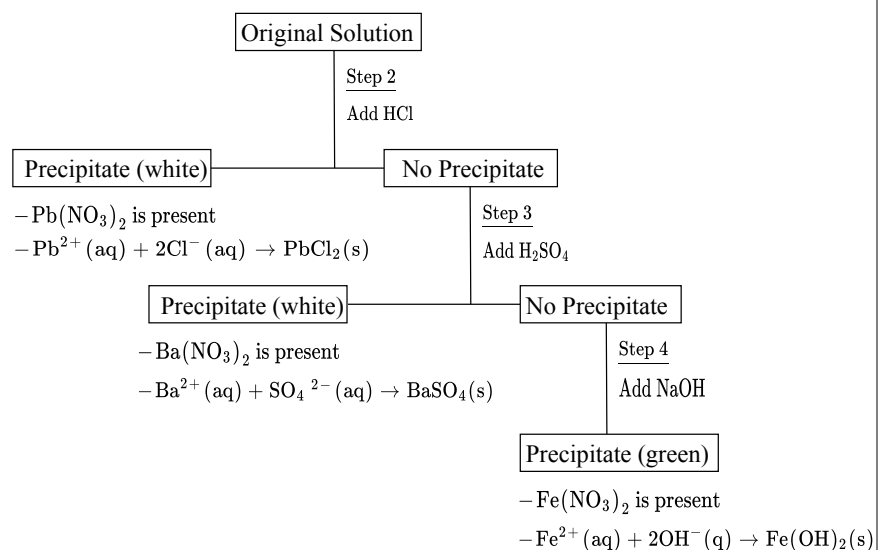 Original Solution
Step 2
Add HCl
Precipitate (white)
No Precipitate
– Pb(NO₃)₂ is present
– Pb²⁺(aq) + 2Cl⁻(aq) → PbCl₂(s)
Step 3
Add H₂SO₄
Precipitate (white)
No Precipitate
– Ba(NO₃)₂ is present
– Ba²⁺(aq) + SO₄ ²⁻(aq) → BaSO₄(s)
Step 4
Add NaOH
Precipitate (green)
– Fe(NO₃)₂ is present
– Fe²⁺(aq) + 2OH⁻(q) → Fe(OH)₂(s)